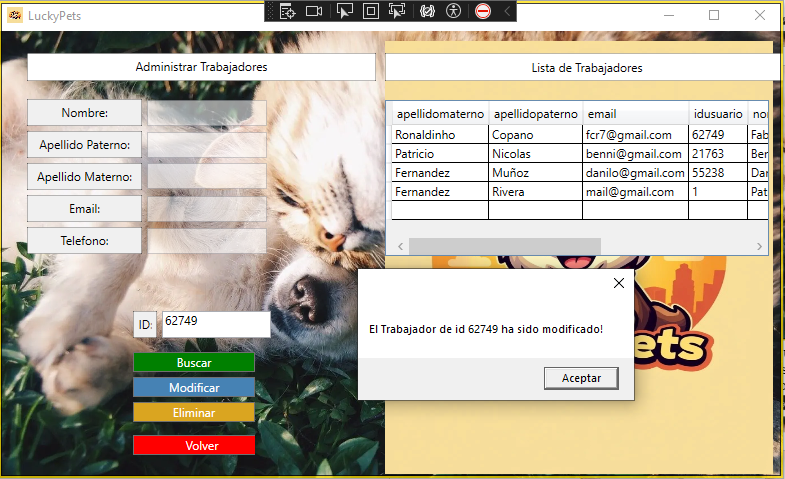 LuckyPets
Administrar Trabajadores
Lista de Trabajadores
Nombre:
Apellido Paterno:
Apellido Materno:
Email:
Telefono:
apellidomaterno apellidopaterno email idusuario
Ronaldinho Copano fcr7@gmail.com 62749 Fab
Patricio Nicolas benni@gmail.com 21763 Ber
Fernandez Muñoz danilo@gmail.com 55238 Dar
Fernandez Rivera mail@gmail.com 1 Pat
ID: 62749
El Trabajador de id 62749 ha sido modificado!
Aceptar
ets
Buscar
Modificar
Eliminar
Volver